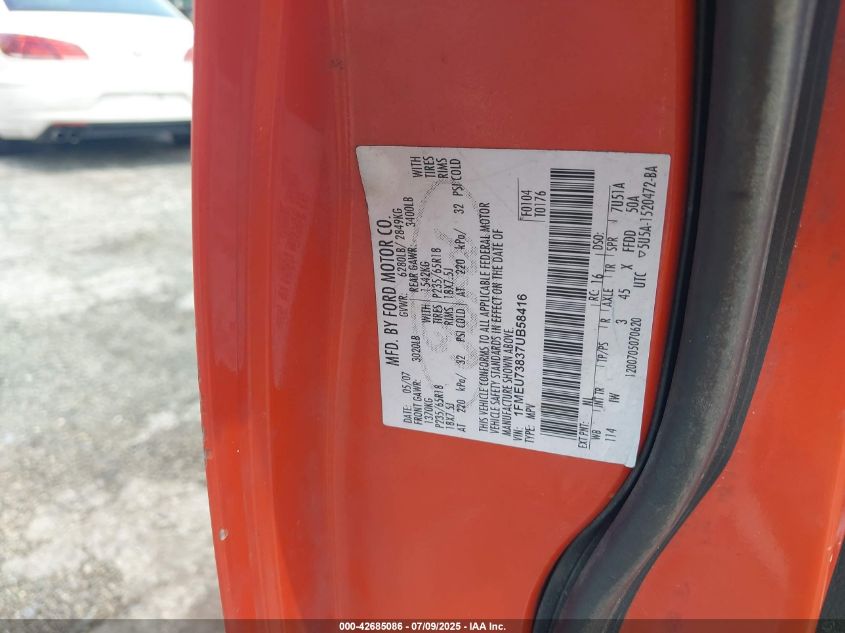 MFD. BY FORD MOTOR CO.
DATE: 05/07 GVWR: 6280LB/2849KG
FRONT GAWR: 3020LB REAR GAWR: 3400LB
1370KG WITH 1542KG WITH
P235/65R18 TIRES P235/65R18 TIRES
18X7.5J RIMS 18X7.5J RIMS
AT 220 kPa/ 32 PSI COLD AT 220 kPa/ 32 PSI COLD
THIS VEHICLE CONFORMS TO ALL APPLICABLE FEDERAL MOTOR
VEHICLE SAFETY STANDARDS IN EFFECT ON THE DATE OF
MANUFACTURE SHOWN ABOVE.
VIN: 1FMEU73837UB58416
TYPE: MPV
F0104
T0176
EXT PNT: NL RC: 16 DSO:
WB INT TR 1P/PS R AXLE TR SPR 7U51A
114 IW 3 45 X FFDD 50A
1200705070620 UTC ▽5U5A-1520472-BA
000-42685086 - 07/09/2025 - IAA Inc.